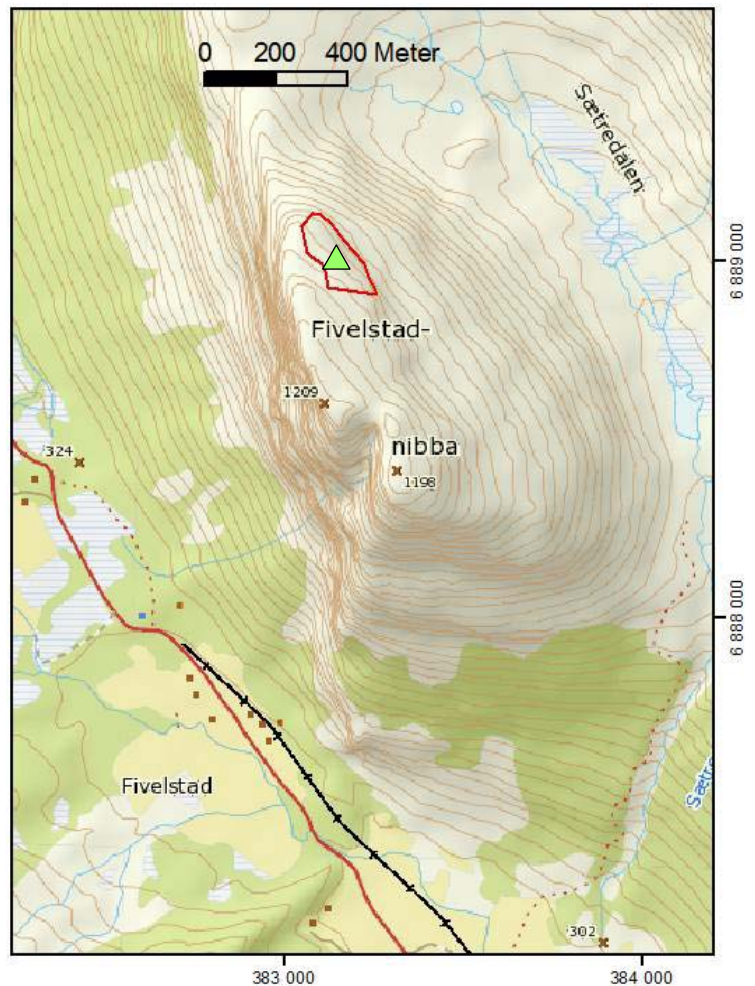 0 200 400 Meter
Sætredalen
6 889 000
Fivelstad-
1209
nibba
324
1198
6 888 000
Fivelstad
Sætre
302
383 000
384 000